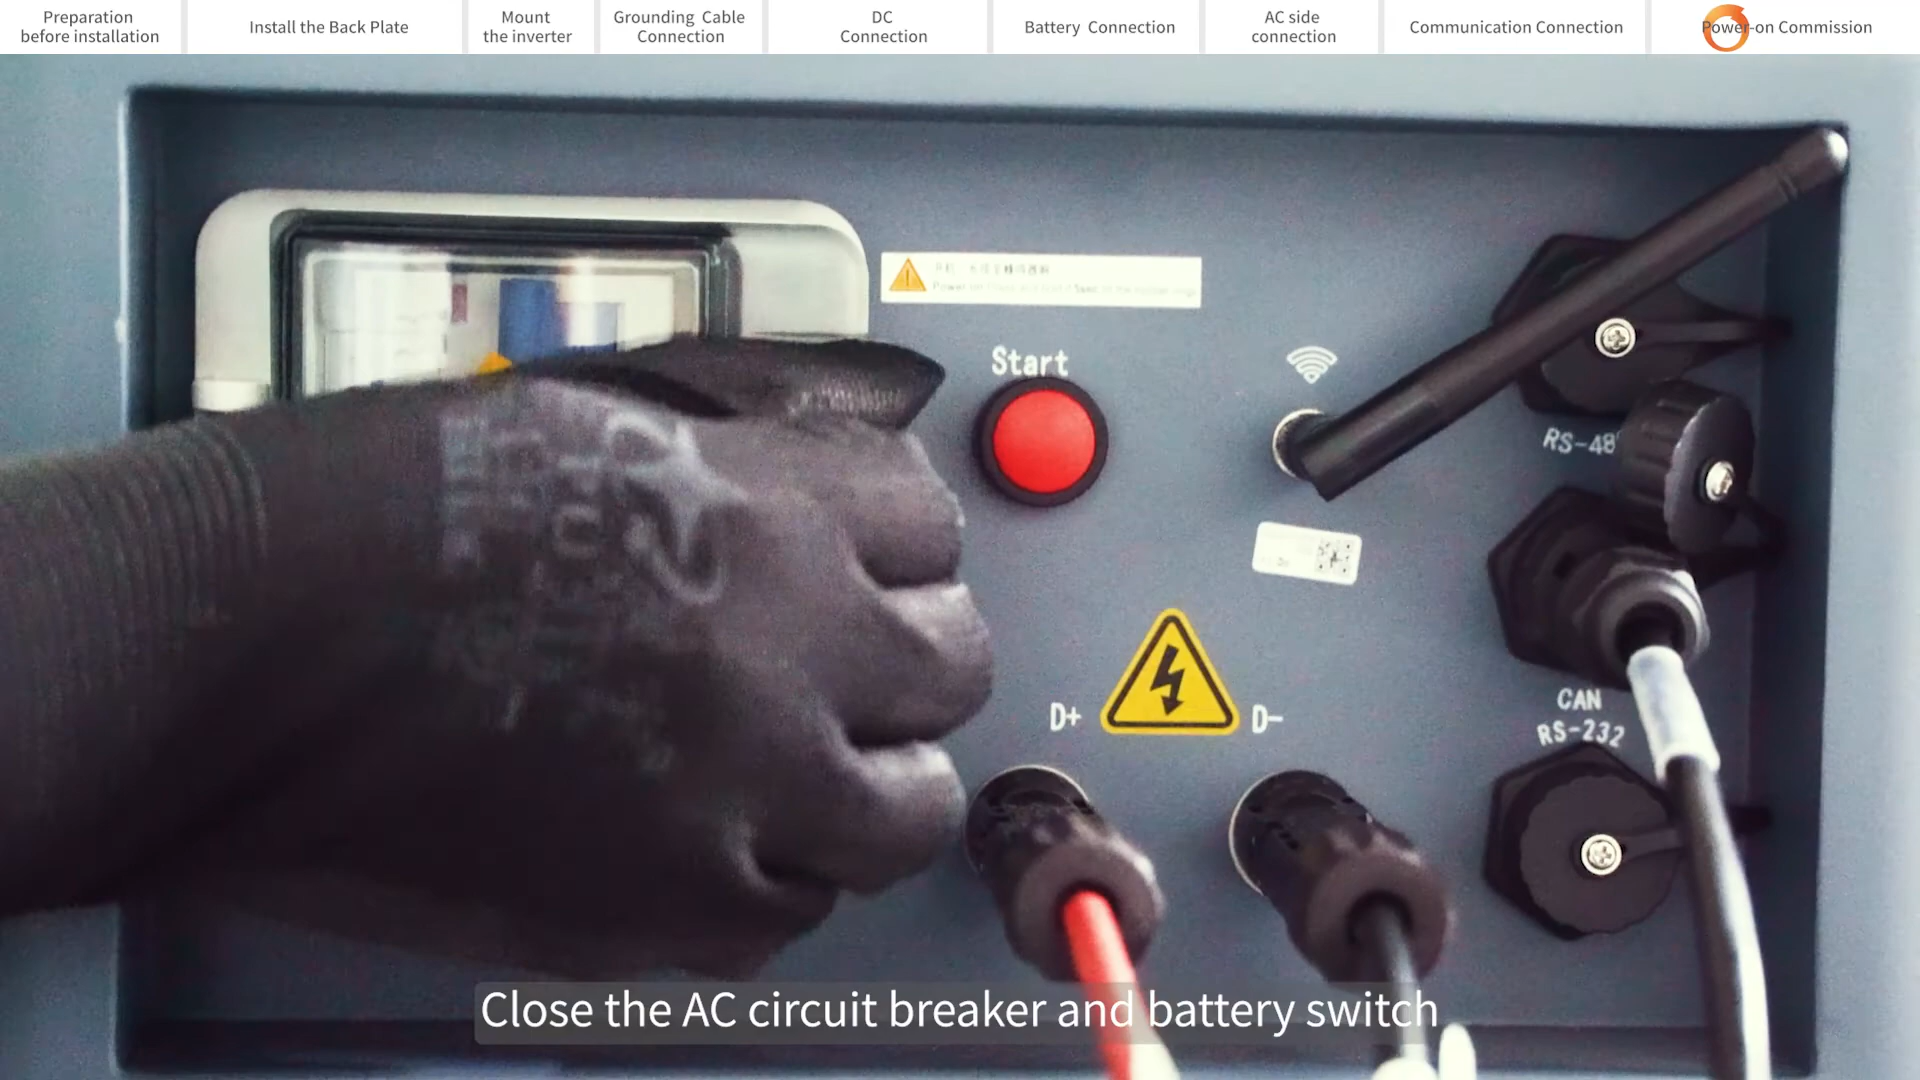 Preparation
before installation
Install the Back Plate
Mount
the inverter
Grounding Cable
Connection
DC
Connection
Battery Connection
AC side
connection
Communication Connection
Power-on Commission
Start
RS-48
D+
D-
CAN
RS-232
Close the AC circuit breaker and battery switch